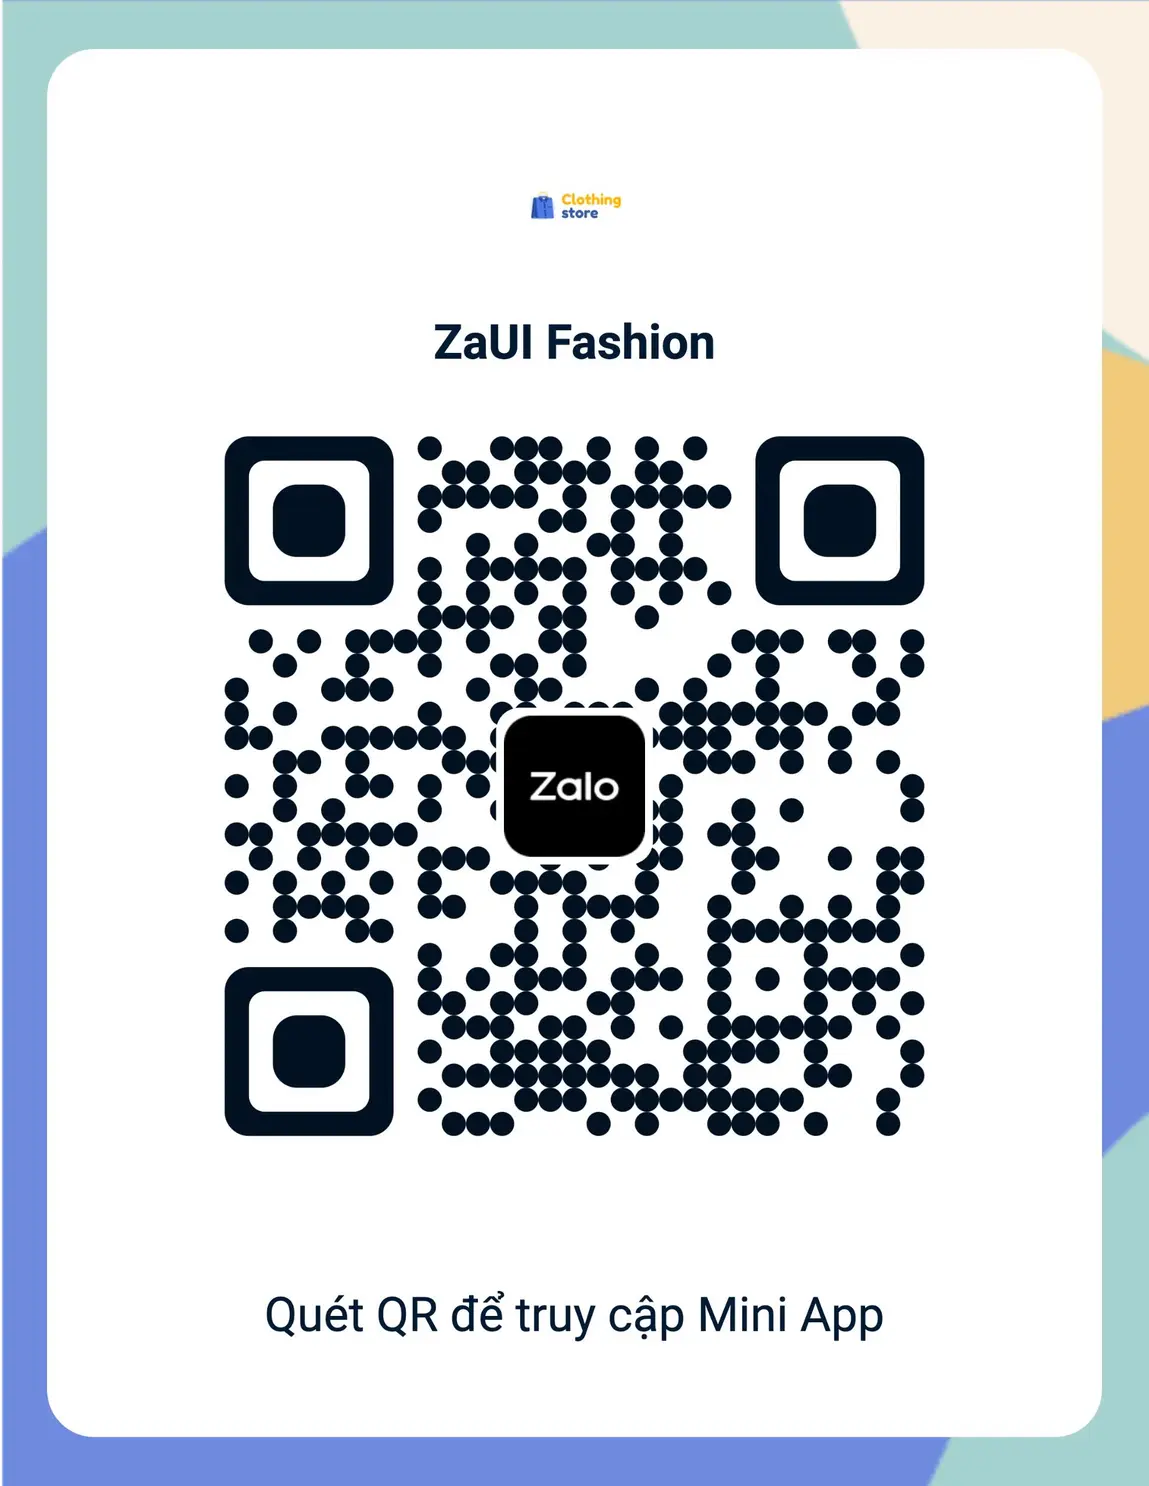 Clothing
store
ZaUI Fashion
Zalo
Quét QR để truy cập Mini App